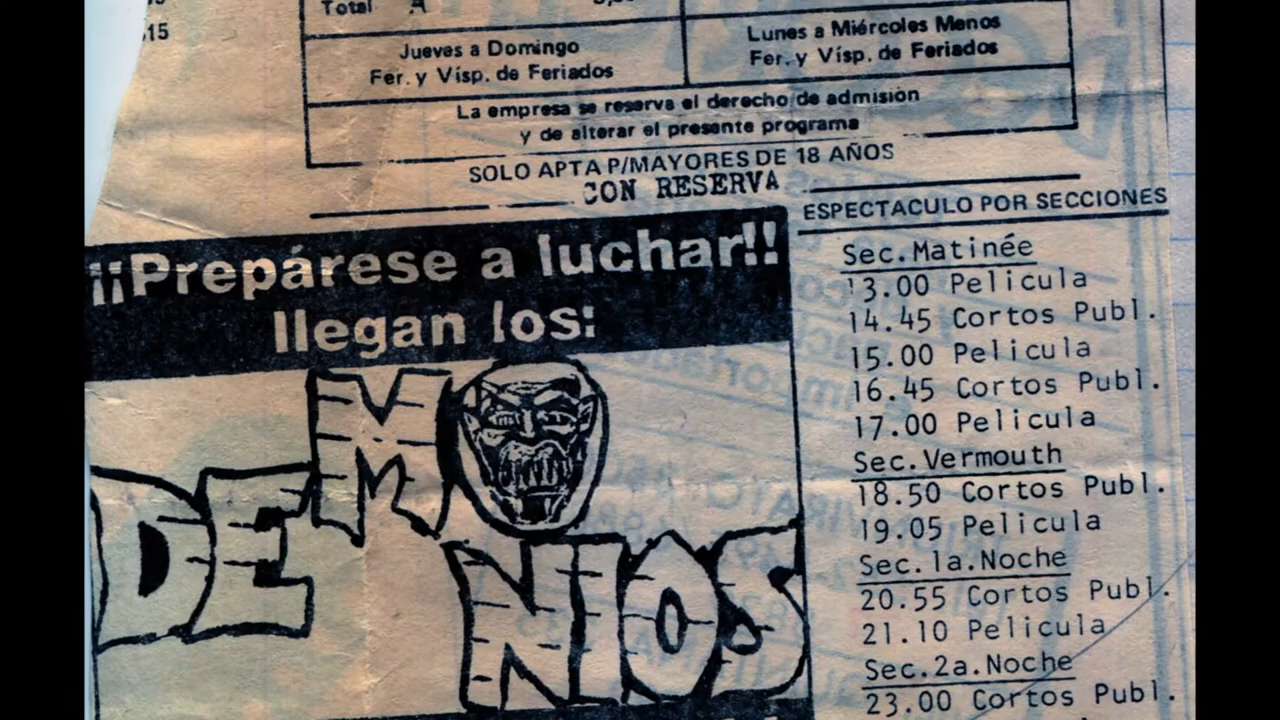 :15
Total A
Jueves a Domingo
Fer. y Vísp. de Feriados
Lunes a Miércoles Menos
Fer. y Vísp. de Feriados
La empresa se reserva el derecho de admisión
y de alterar el presente programa
SOLO APTA P/MAYORES DE 18 AÑOS
CON RESERVA
¡¡Prepárese a luchar!!
llegan los:
DEMONIOS
ESPECTACULO POR SECCIONES
Sec.Matinée
13.00 Pelicula
14.45 Cortos Publ.
15.00 Pelicula
16.45 Cortos Publ.
17.00 Pelicula
Sec.Vermouth
18.50 Cortos Publ.
19.05 Pelicula
Sec.1a.Noche
20.55 Cortos Publ.
21.10 Pelicula
Sec.2a.Noche
23.00 Cortos Publ.